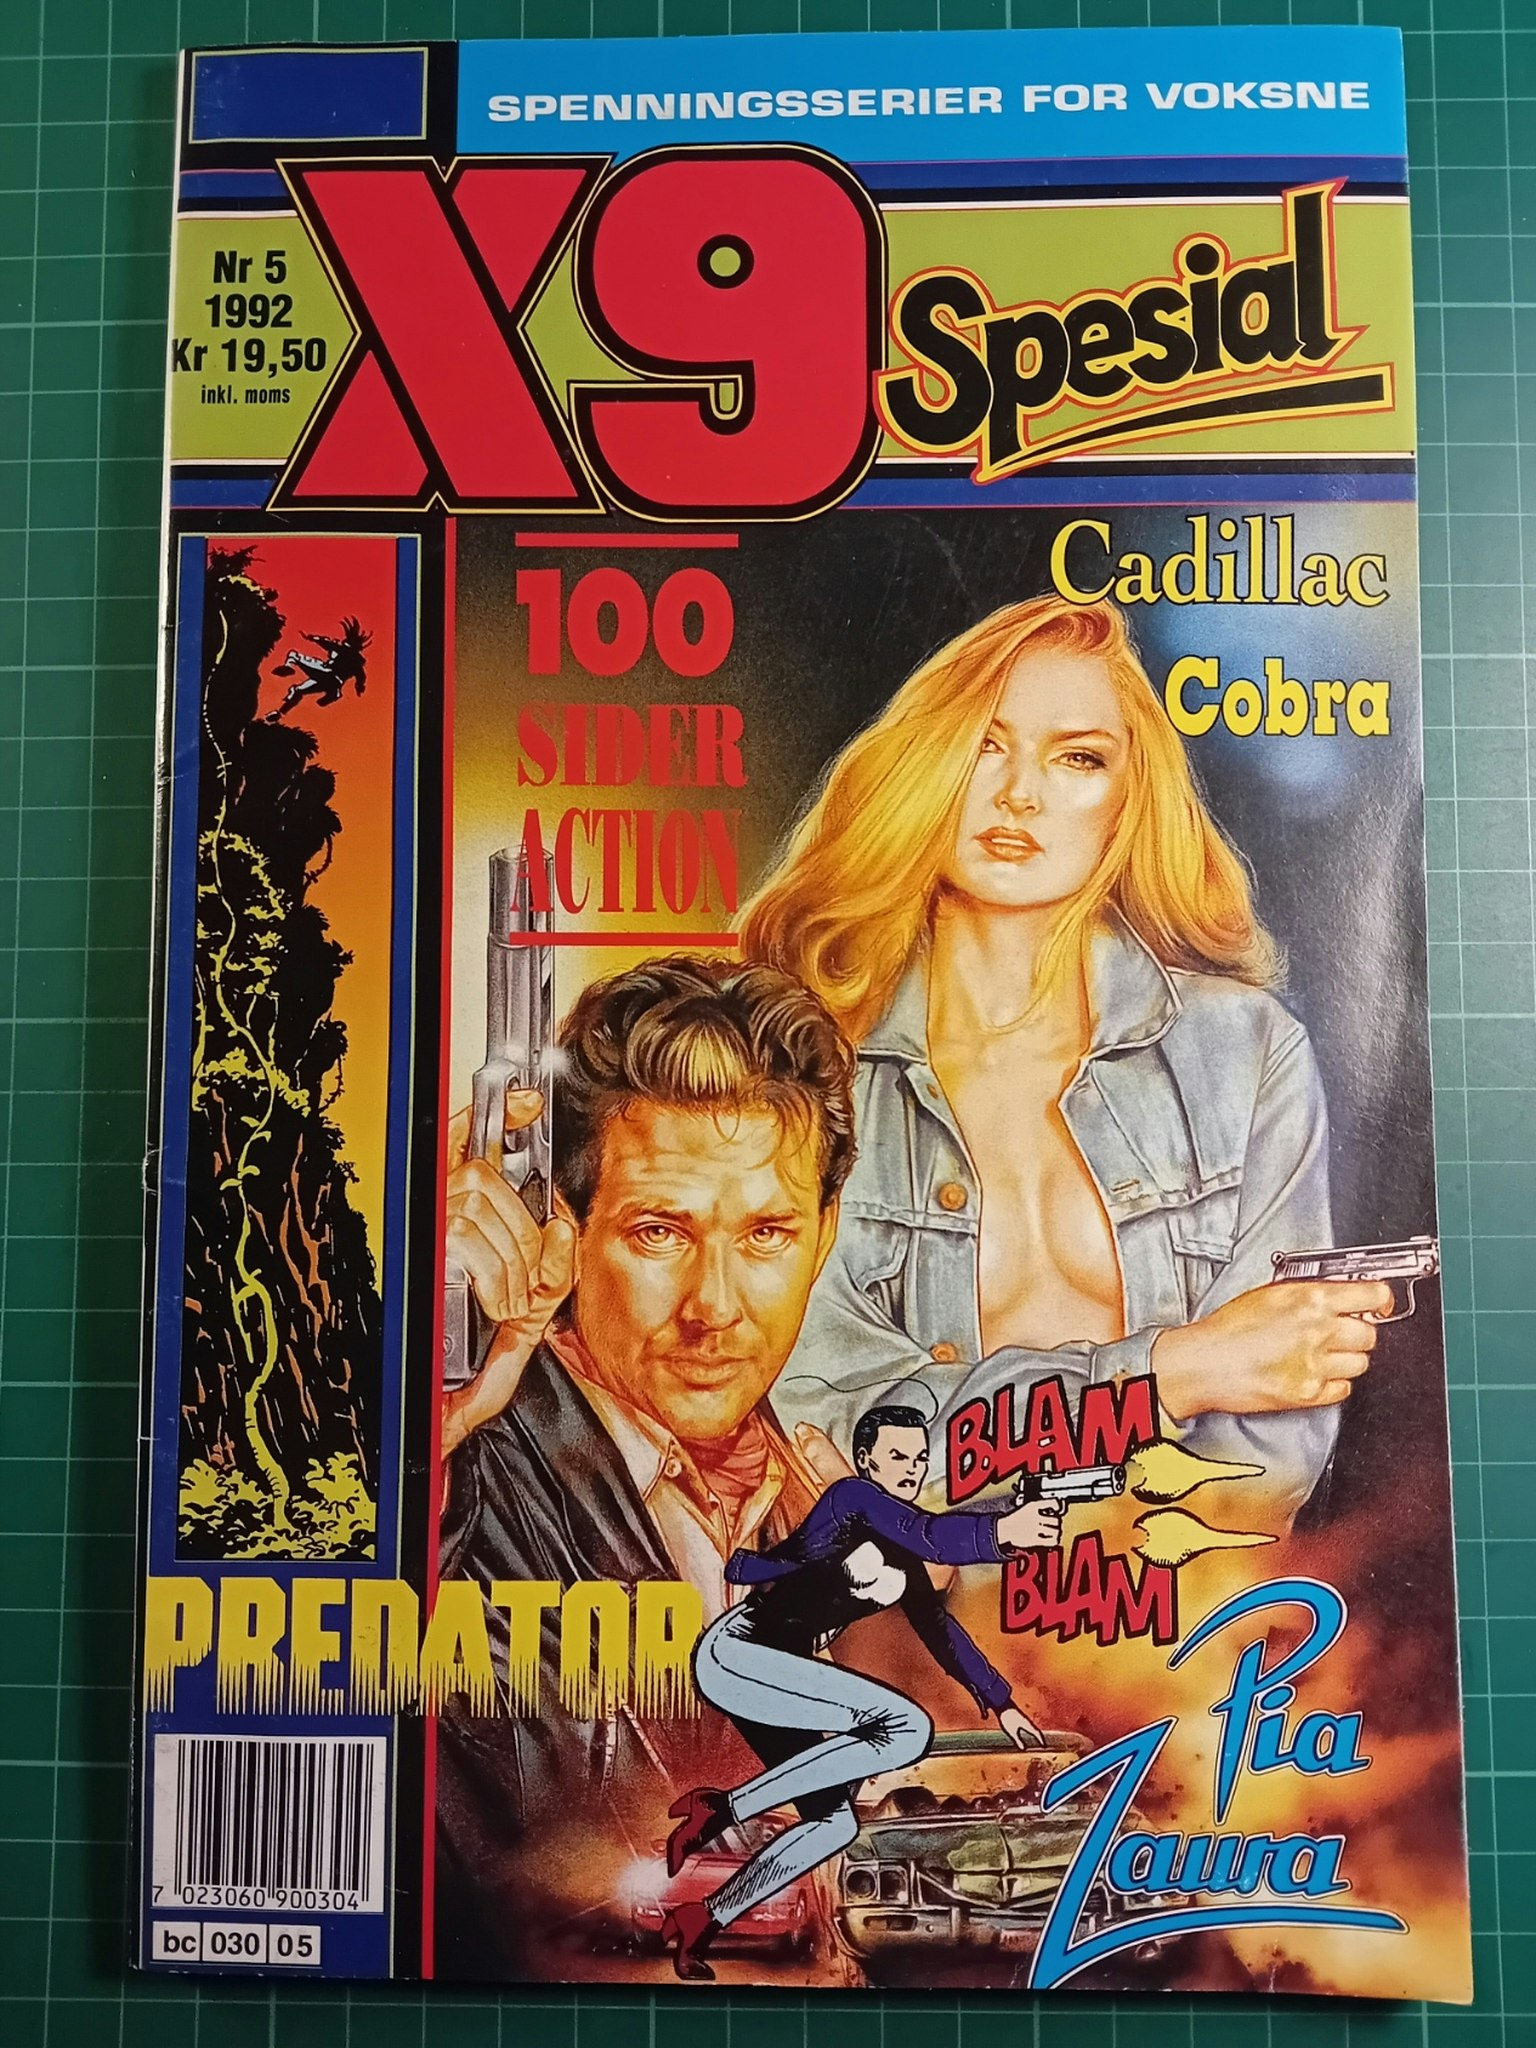 SPENNINGSSERIER FOR VOKSNE
X9 Spesial
Nr 5
1992
Kr 19,50
inkl. moms
100
SIDER
ACTION
Cadillac
Cobra
BLAM
BLAM
PREDATOR
Pia
Zawra
7 023060 900304
bc 030 05